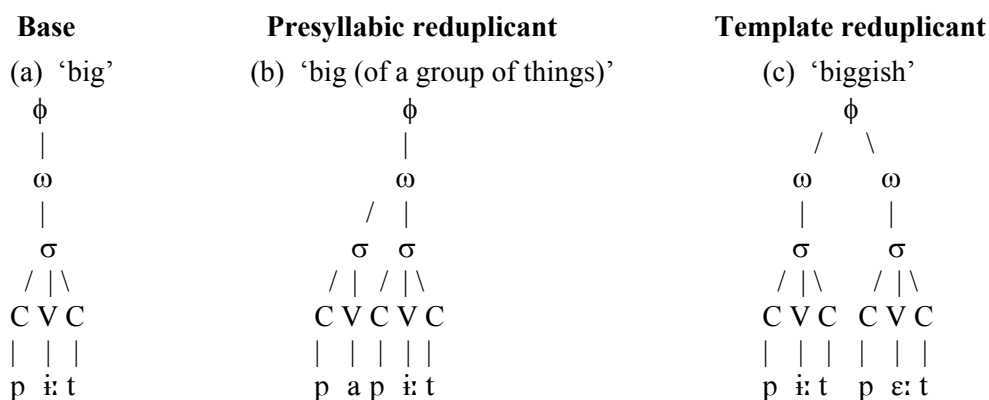 Base Presyllabic reduplicant Template reduplicant
(a) ‘big’ (b) ‘big (of a group of things)’ (c) ‘biggish’
ϕ ϕ ϕ
| | / \
ω ω ω ω
| / | | |
σ σ σ σ σ
/ | \ / | / | \ / | \ / | \
C V C C V C V C C V C C V C
| | | | | | | | | | | | | |
p ɨː t p a p ɨː t p ɨː t p ɛː t